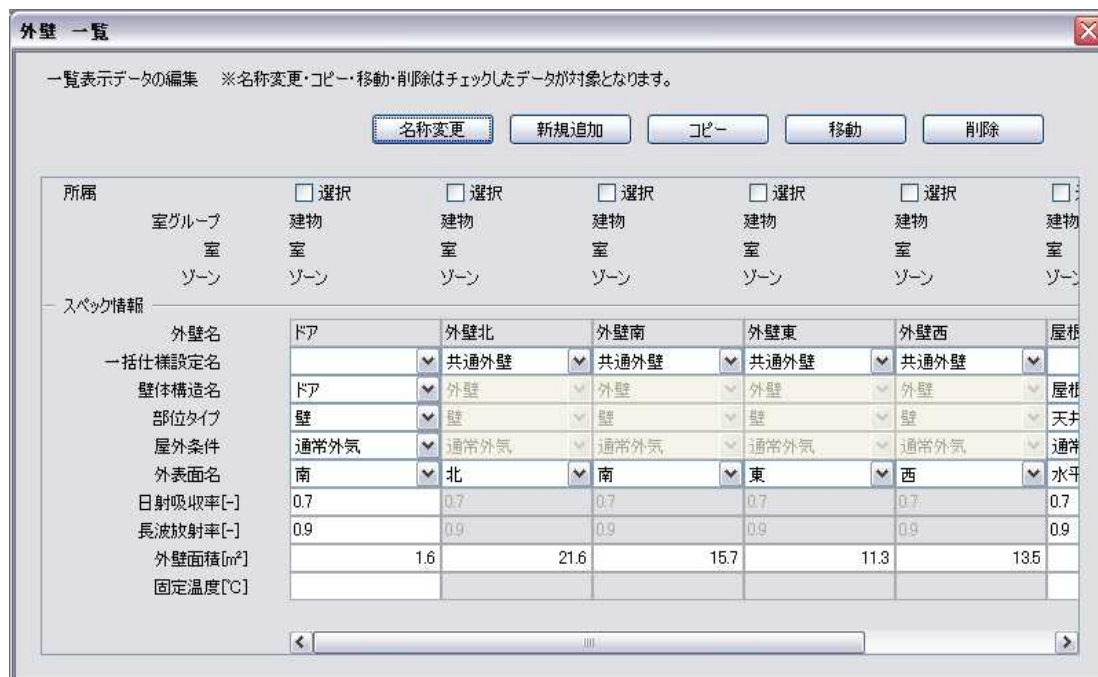 外壁 一覧
一覧表示データの編集 ※名称変更・コピー・移動・削除はチェックしたデータが対象となります。
名称変更 新規追加 コピー 移動 削除
所属 選択 選択 選択 選択 選択
室グループ 建物 建物 建物 建物 建物 建物
室 室 室 室 室 室 室
ゾーン ゾーン ゾーン ゾーン ゾーン ゾーン ゾーン
スペック情報
外壁名 ドア 外壁北 外壁南 外壁東 外壁西 屋根
一括仕様設定名 共通外壁 共通外壁 共通外壁 共通外壁
壁体構造名 ドア 外壁 外壁 外壁 外壁 屋根
部位タイプ 壁 壁 壁 壁 壁 天井
屋外条件 通常外気 通常外気 通常外気 通常外気 通常外気 通常
外表面名 南 北 南 東 西 水平
日射吸収率[-] 0.7 0.7 0.7 0.7 0.7 0.7
長波放射率[-] 0.9 0.9 0.9 0.9 0.9 0.9
外壁面積[m²] 1.6 21.6 15.7 11.3 13.5
固定温度[℃]